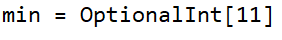 min = OptionalInt[11]